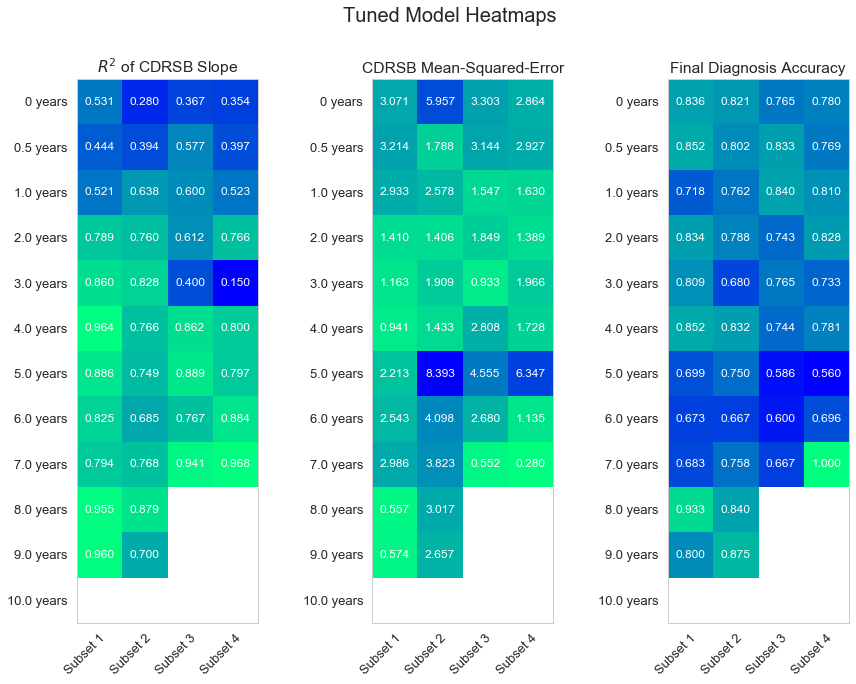 Tuned Model Heatmaps
R² of CDRSB Slope
0 years 0.531 0.280 0.367 0.354
0.5 years 0.444 0.394 0.577 0.397
1.0 years 0.521 0.638 0.600 0.523
2.0 years 0.789 0.760 0.612 0.766
3.0 years 0.860 0.828 0.400 0.150
4.0 years 0.964 0.766 0.862 0.800
5.0 years 0.886 0.749 0.889 0.797
6.0 years 0.825 0.685 0.767 0.884
7.0 years 0.794 0.768 0.941 0.968
8.0 years 0.955 0.879
9.0 years 0.960 0.700
10.0 years
Subset 1 Subset 2 Subset 3 Subset 4
CDRSB Mean-Squared-Error
0 years 3.071 5.957 3.303 2.864
0.5 years 3.214 1.788 3.144 2.927
1.0 years 2.933 2.578 1.547 1.630
2.0 years 1.410 1.406 1.849 1.389
3.0 years 1.163 1.909 0.933 1.966
4.0 years 0.941 1.433 2.808 1.728
5.0 years 2.213 8.393 4.555 6.347
6.0 years 2.543 4.098 2.680 1.135
7.0 years 2.986 3.823 0.552 0.280
8.0 years 0.557 3.017
9.0 years 0.574 2.657
10.0 years
Subset 1 Subset 2 Subset 3 Subset 4
Final Diagnosis Accuracy
0 years 0.836 0.821 0.765 0.780
0.5 years 0.852 0.802 0.833 0.769
1.0 years 0.718 0.762 0.840 0.810
2.0 years 0.834 0.788 0.743 0.828
3.0 years 0.809 0.680 0.765 0.733
4.0 years 0.852 0.832 0.744 0.781
5.0 years 0.699 0.750 0.586 0.560
6.0 years 0.673 0.667 0.600 0.696
7.0 years 0.683 0.758 0.667 1.000
8.0 years 0.933 0.840
9.0 years 0.800 0.875
10.0 years
Subset 1 Subset 2 Subset 3 Subset 4